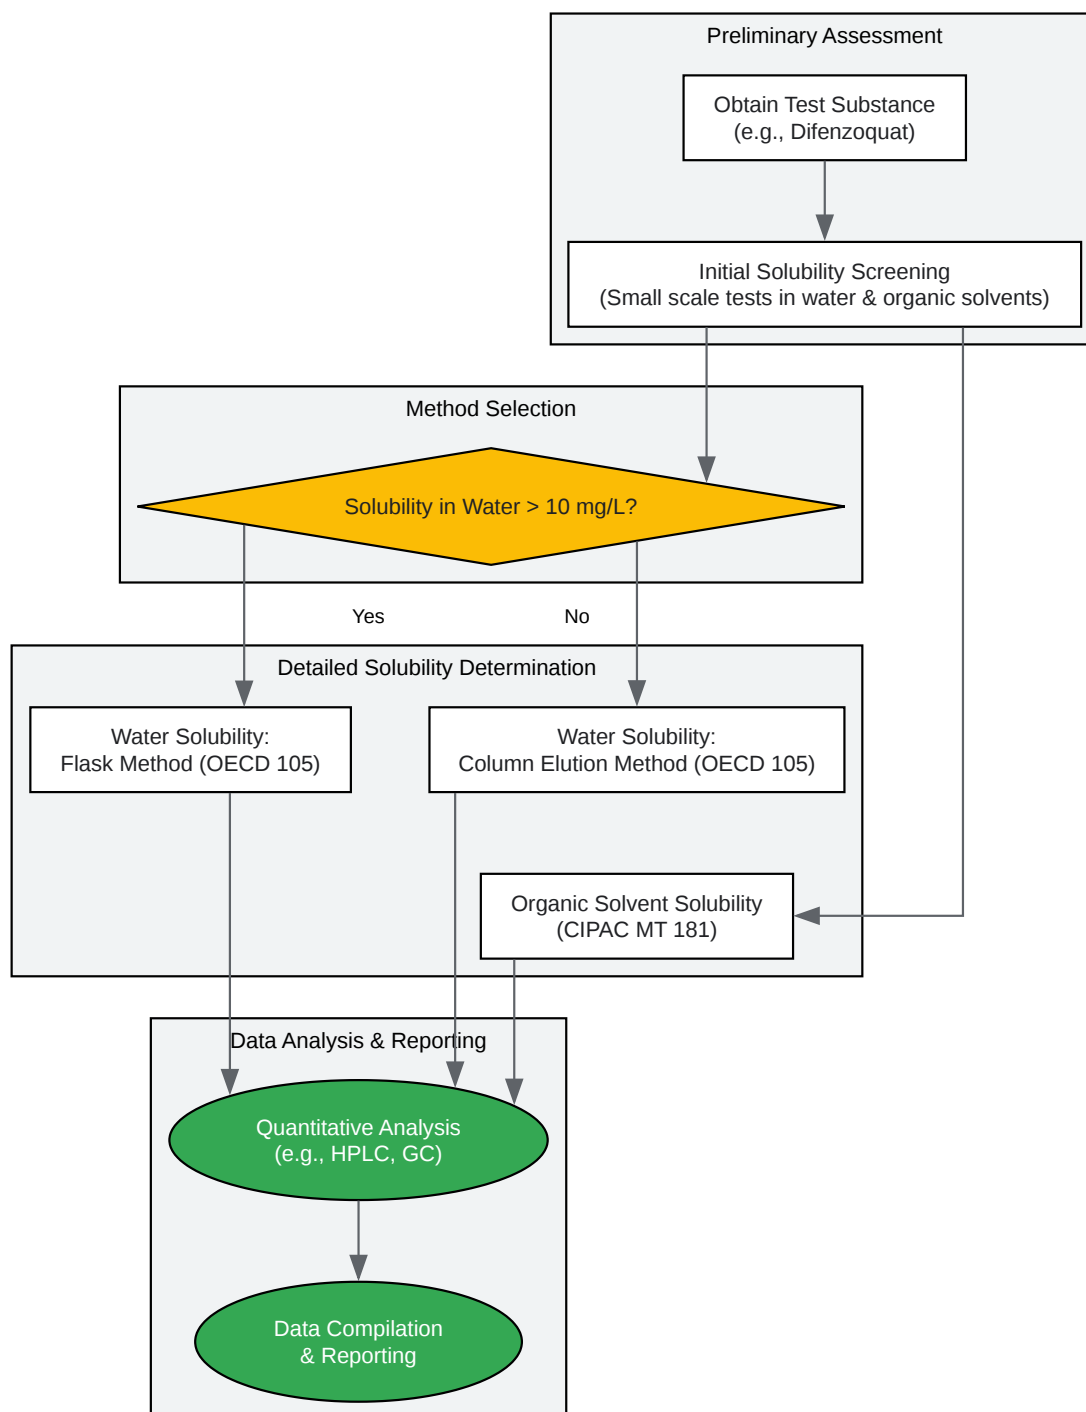 Preliminary Assessment
Obtain Test Substance
(e.g., Difenzoquat)
Initial Solubility Screening
(Small scale tests in water & organic solvents)
Method Selection
Solubility in Water > 10 mg/L?
Yes
No
Detailed Solubility Determination
Water Solubility:
Flask Method (OECD 105)
Water Solubility:
Column Elution Method (OECD 105)
Organic Solvent Solubility
(CIPAC MT 181)
Data Analysis & Reporting
Quantitative Analysis
(e.g., HPLC, GC)
Data Compilation
& Reporting